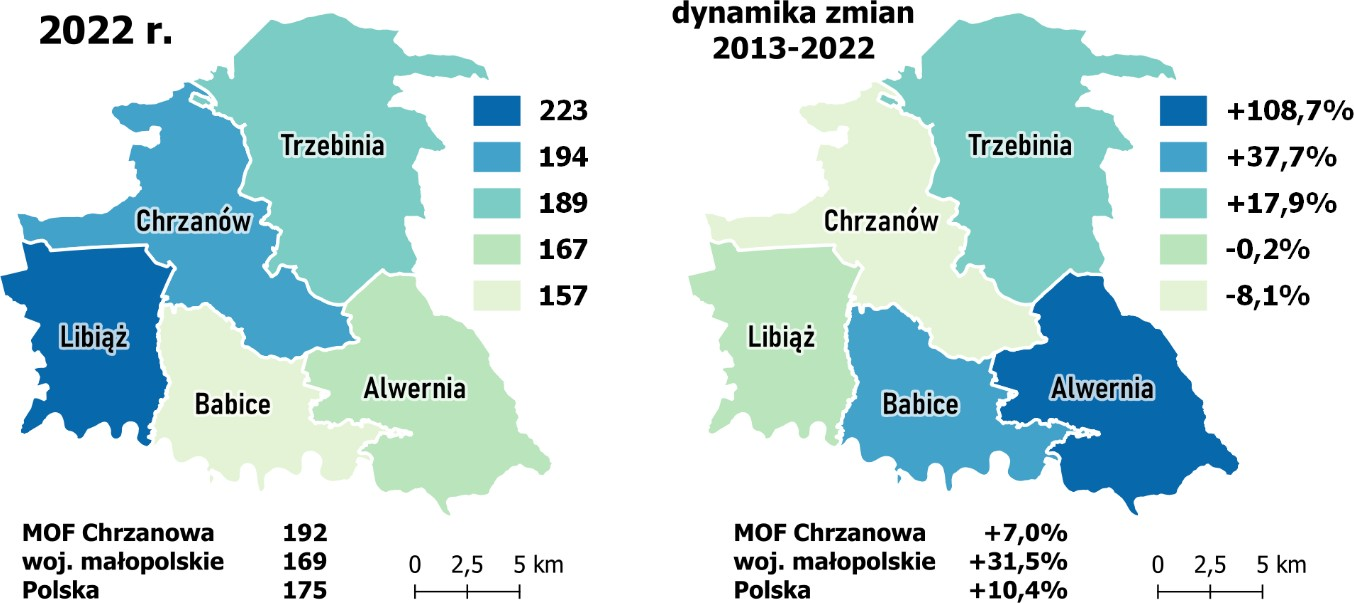 2022 r.
223
194
189
167
157
Trzebinia
Chrzanów
Libiąż
Babice
Alwernia
MOF Chrzanowa 192
woj. małopolskie 169
Polska 175
0 2,5 5 km
dynamika zmian
2013-2022
+108,7%
+37,7%
+17,9%
-0,2%
-8,1%
Trzebinia
Chrzanów
Libiąż
Babice
Alwernia
MOF Chrzanowa +7,0%
woj. małopolskie +31,5%
Polska +10,4%
0 2,5 5 km